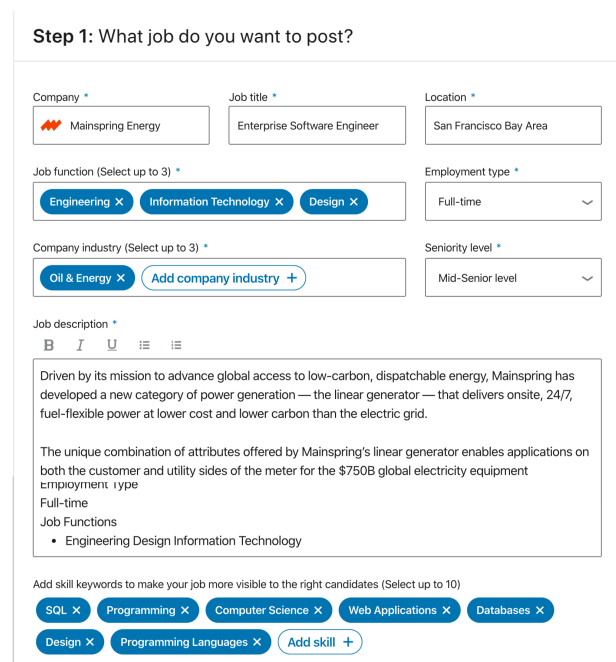 Step 1: What job do you want to post?
Company *
Job title *
Location *
Mainspring Energy
Enterprise Software Engineer
San Francisco Bay Area
Job function (Select up to 3) *
Employment type *
Engineering ×
Information Technology ×
Design ×
Full-time
Company industry (Select up to 3) *
Seniority level *
Oil & Energy ×
Add company industry +
Mid-Senior level
Job description *
B I U
Driven by its mission to advance global access to low-carbon, dispatchable energy, Mainspring has
developed a new category of power generation — the linear generator — that delivers onsite, 24/7,
fuel-flexible power at lower cost and lower carbon than the electric grid.
The unique combination of attributes offered by Mainspring’s linear generator enables applications on
both the customer and utility sides of the meter for the $750B global electricity equipment
Employment Type
Full-time
Job Functions
• Engineering Design Information Technology
Add skill keywords to make your job more visible to the right candidates (Select up to 10)
SQL ×
Programming ×
Computer Science ×
Web Applications ×
Databases ×
Design ×
Programming Languages ×
Add skill +